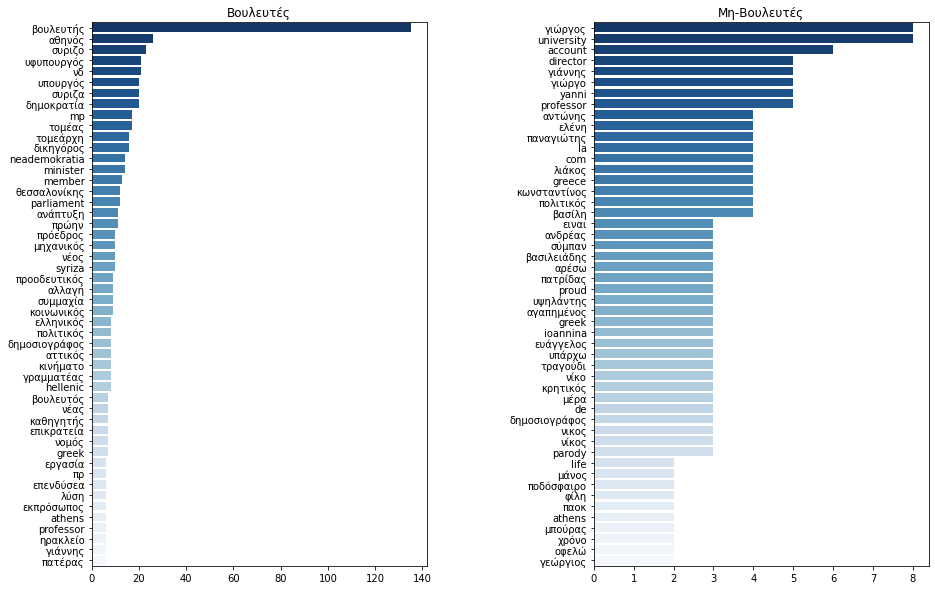 Βουλευτές
βουλευτής
αθηνός
συριζο
υφυπουργός
νδ
υπουργός
συριζα
δημοκρατία
mp
τομέας
τομεάρχη
δικηγόρος
neademokratia
minister
member
θεσσαλονίκης
parliament
ανάπτυξη
πρώην
πρόεδρος
μηχανικός
νέος
syriza
προοδευτικός
αλλαγή
συμμαχία
κοινωνικός
ελληνικός
πολιτικός
δημοσιογράφος
αττικός
κινήματο
γραμματέας
hellenic
βουλευτός
νέας
καθηγητής
επικρατεία
νομός
greek
εργασία
πρ
επενδύσεα
λύση
εκπρόσωπος
athens
professor
ηρακλείο
γιάννης
πατέρας
0 20 40 60 80 100 120 140
Μη-Βουλευτές
γιώργος
university
account
director
γιάννης
γιώργο
yanni
professor
αντώνης
ελένη
παναγιώτης
la
com
λιάκος
greece
κωνσταντίνος
πολιτικός
βασίλη
ειναι
ανδρέας
σύμπαν
βασιλειάδης
αρέσω
πατρίδας
proud
υψηλάντης
αγαπημένος
greek
ioannina
ευάγγελος
υπάρχω
τραγούδι
νίκο
κρητικός
μέρα
de
δημοσιογράφος
νικος
νίκος
parody
life
μάνος
ποδόσφαιρο
φίλη
παοκ
athens
μπούρας
χρόνο
οφελώ
γεώργιος
0 1 2 3 4 5 6 7 8